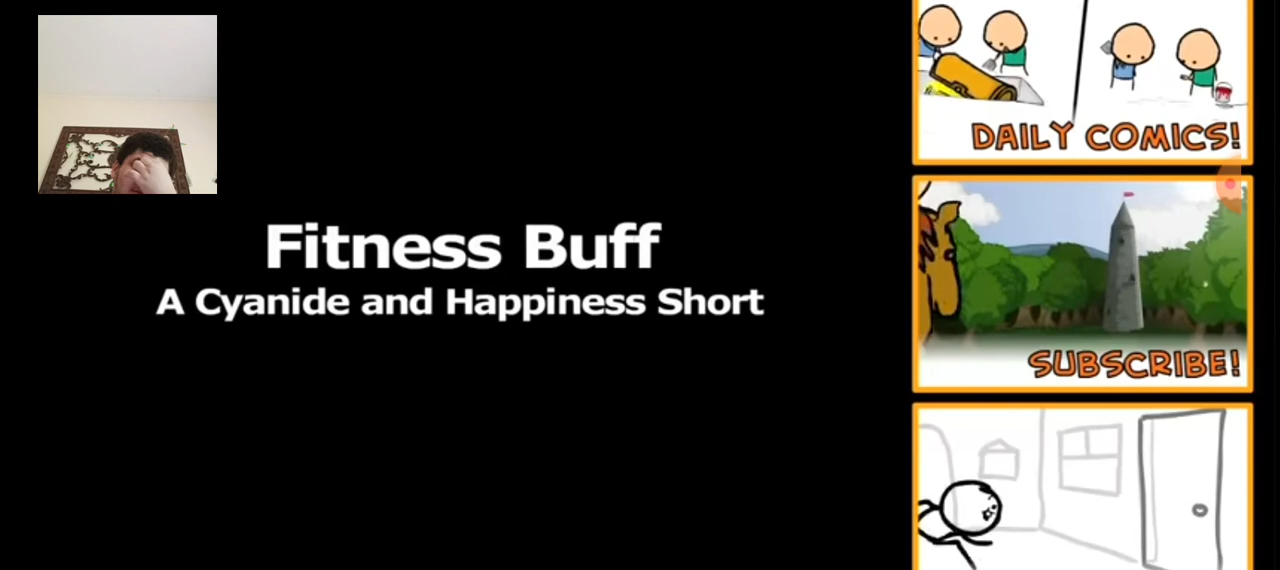 Fitness Buff
A Cyanide and Happiness Short
DAILY COMICS!
SUBSCRIBE!